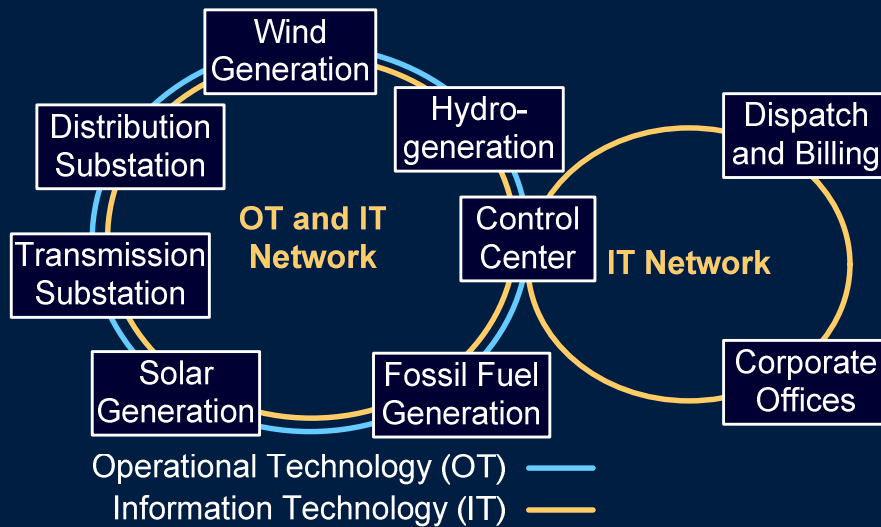 Wind
Generation
Hydro-
generation
Distribution
Substation
Dispatch
and Billing
OT and IT
Network
Control
Center
IT Network
Transmission
Substation
Solar
Generation
Fossil Fuel
Generation
Corporate
Offices
Operational Technology (OT)
Information Technology (IT)